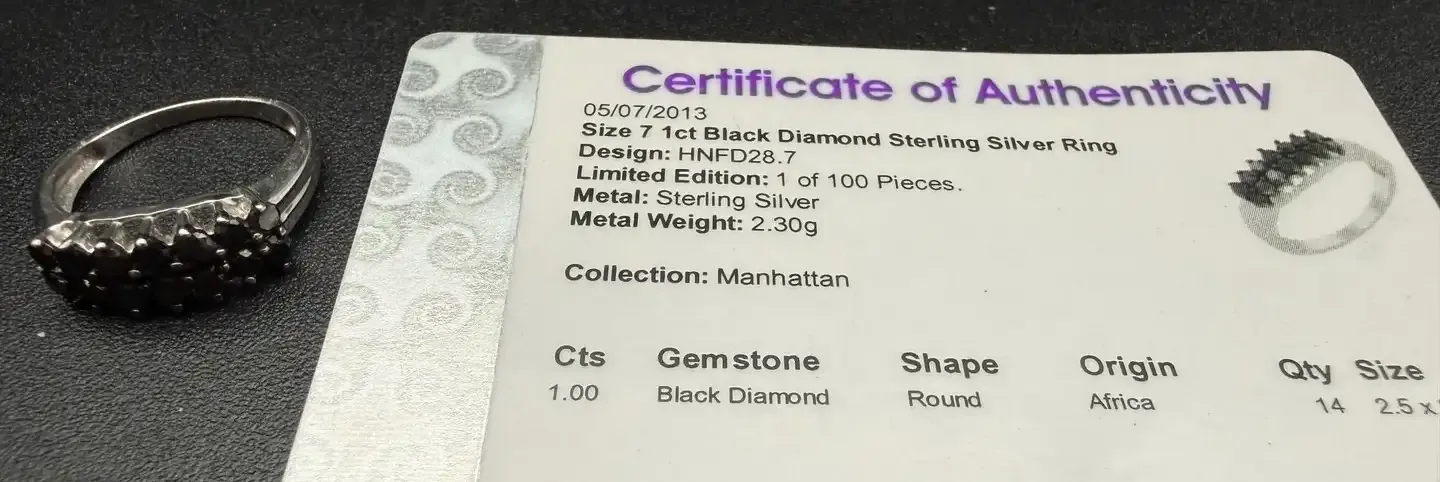 Certificate of Authenticity
05/07/2013
Size 7 1ct Black Diamond Sterling Silver Ring
Design: HNFD28.7
Limited Edition: 1 of 100 Pieces.
Metal: Sterling Silver
Metal Weight: 2.30g
Collection: Manhattan
Cts Gemstone Shape Origin Qty Size
1.00 Black Diamond Round Africa 14 2.5 x